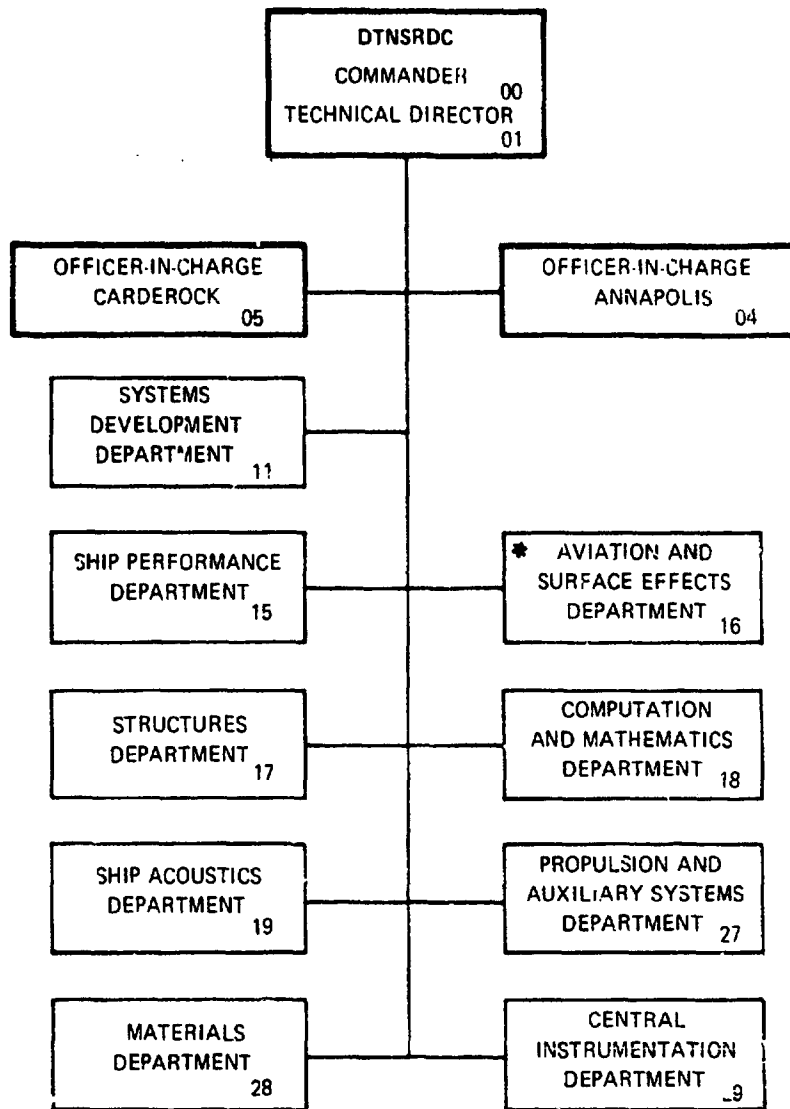 DTNSRDC
COMMANDER
00
TECHNICAL DIRECTOR
01
OFFICER-IN-CHARGE
CARDEROCK
05
OFFICER-IN-CHARGE
ANNAPOLIS
04
SYSTEMS
DEVELOPMENT
DEPARTMENT
11
SHIP PERFORMANCE
DEPARTMENT
15
* AVIATION AND
SURFACE EFFECTS
DEPARTMENT
16
STRUCTURES
DEPARTMENT
17
COMPUTATION
AND MATHEMATICS
DEPARTMENT
18
SHIP ACOUSTICS
DEPARTMENT
19
PROPULSION AND
AUXILIARY SYSTEMS
DEPARTMENT
27
MATERIALS
DEPARTMENT
28
CENTRAL
INSTRUMENTATION
DEPARTMENT